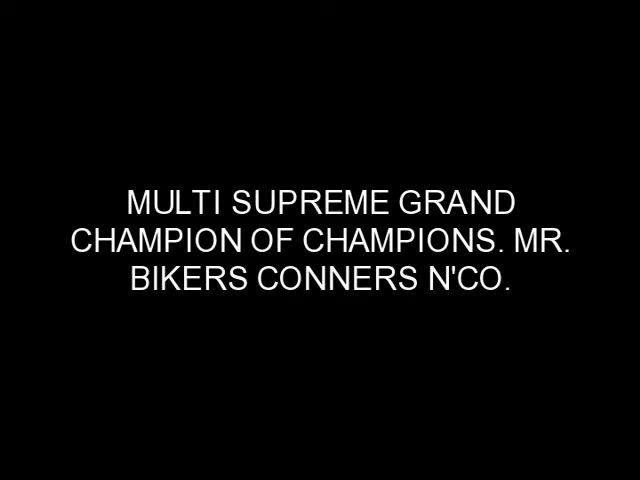 MULTI SUPREME GRAND
CHAMPION OF CHAMPIONS. MR.
BIKERS CONNERS N'CO.